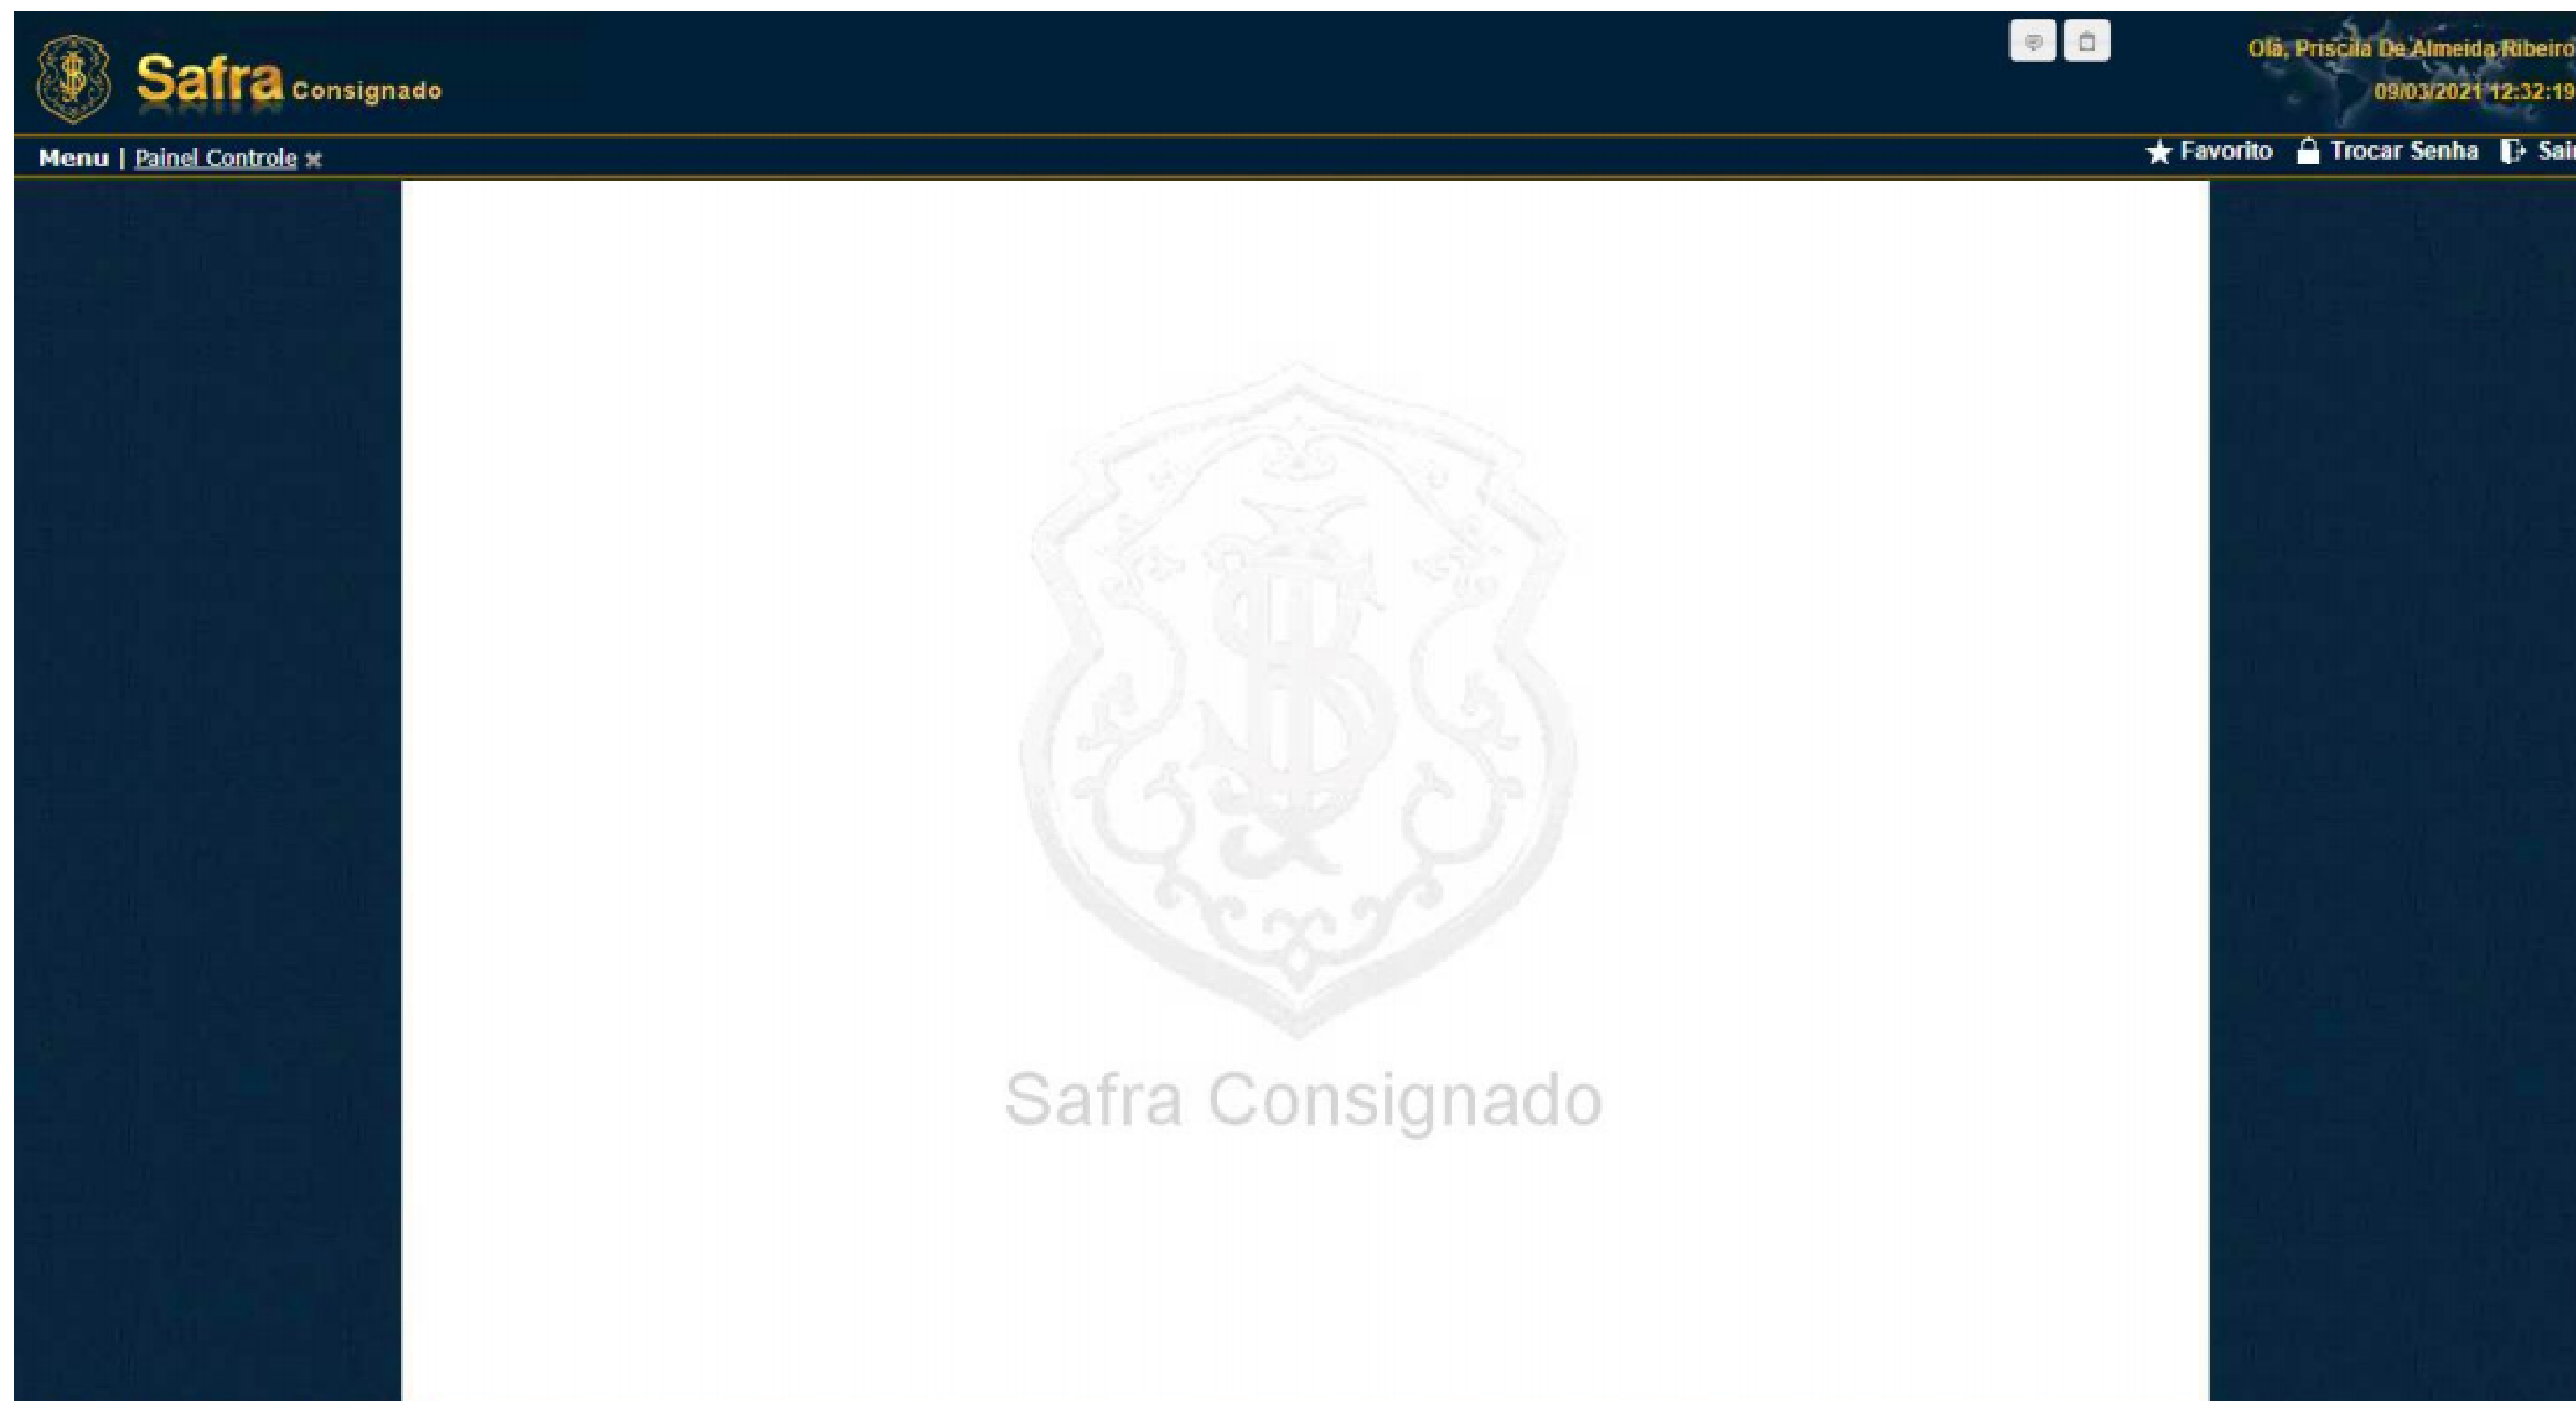 Safra Consignado
Olá, Priscila De Almeida Ribeiro
09/03/2021 12:32:19
Menu | Painel Controle
Favorito Trocar Senha Sair
Safra Consignado